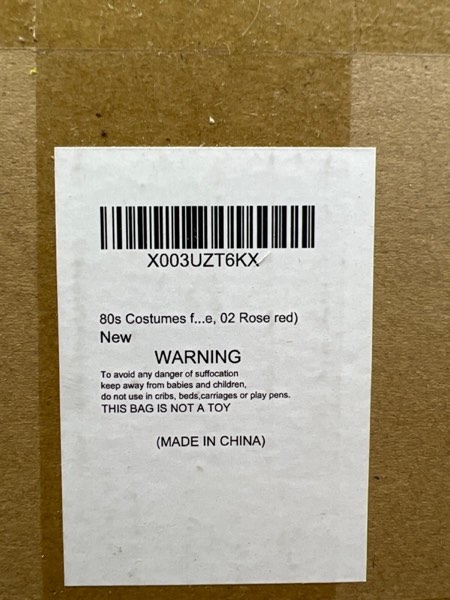 X003UZT6KX
80s Costumes f...e, 02 Rose red)
New
WARNING
To avoid any danger of suffocation
keep away from babies and children,
do not use in cribs, beds,carriages or play pens.
THIS BAG IS NOT A TOY
(MADE IN CHINA)